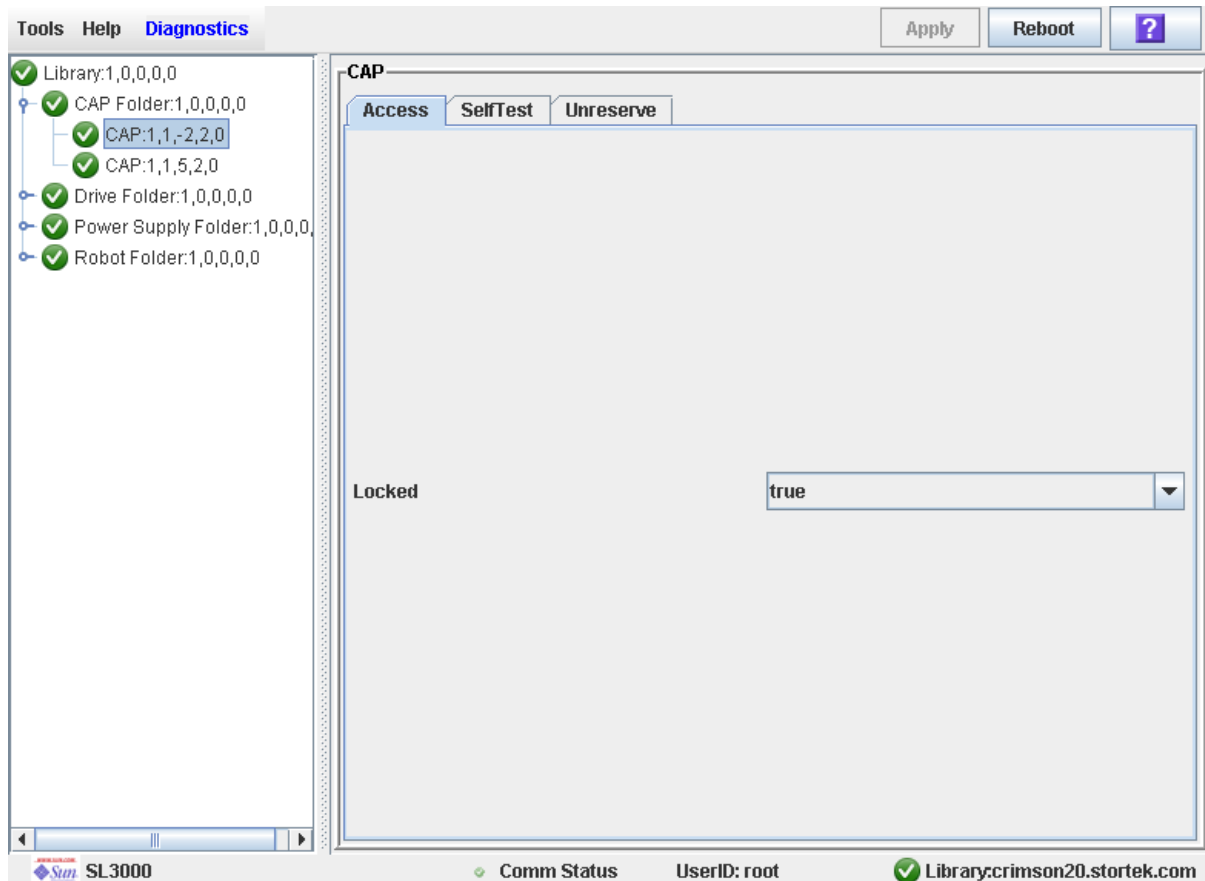 Tools Help Diagnostics
Apply Reboot ?
Library:1,0,0,0,0
CAP Folder:1,0,0,0,0
CAP:1,1,-2,2,0
CAP:1,1,5,2,0
Drive Folder:1,0,0,0,0
Power Supply Folder:1,0,0,0,
Robot Folder:1,0,0,0,0
CAP
Access SelfTest Unreserve
Locked true
Sun SL3000 Comm Status UserID: root Library:crimson20.stortek.com